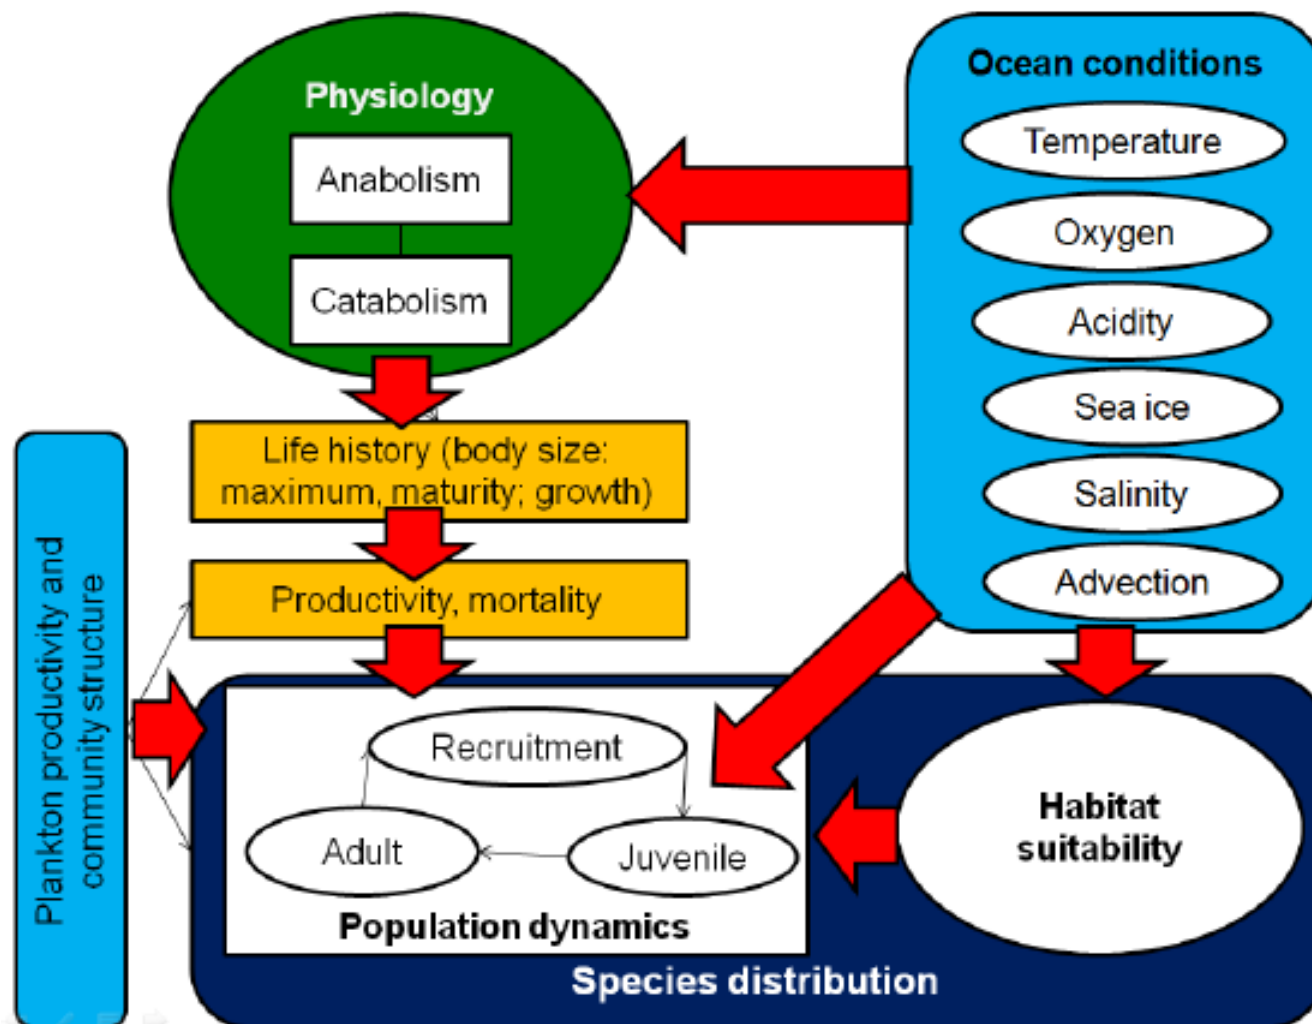 Physiology
Anabolism
Catabolism
Ocean conditions
Temperature
Oxygen
Acidity
Sea ice
Salinity
Advection
Life history (body size:
maximum, maturity; growth)
Productivity, mortality
Plankton productivity and
community structure
Recruitment
Adult
Juvenile
Population dynamics
Habitat
suitability
Species distribution